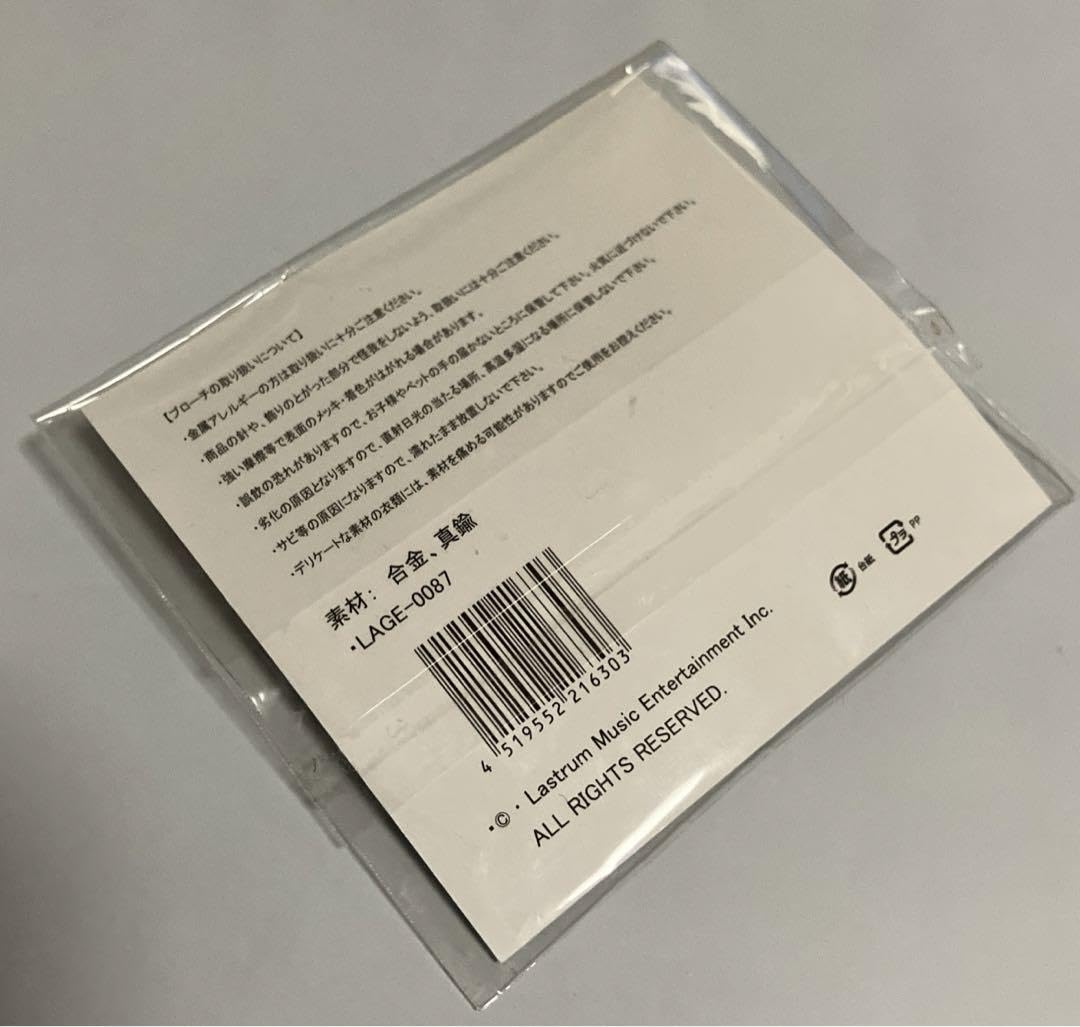 【ブローチの取り扱いについて】
・金属アレルギーの方は取り扱いに十分ご注意ください。
・商品の針や、飾りのとがった部分で怪我をしないよう、取扱いには十分ご注意ください。
・強い摩擦等で表面のメッキ・着色がはがれる場合があります。
・誤飲の恐れがありますので、お子様やペットの手の届かないところに保管して下さい。火気に近づけないで下さい。
・劣化の原因となりますので、直射日光の当たる場所、高温多湿になる場所に保管しないで下さい。
・サビ等の原因になりますので、濡れたまま放置しないで下さい。
・デリケートな素材の衣類には、素材を痛める可能性がありますのでご使用をお控えください。
素材：合金、真鍮
・LAGE-0087
4 519552 216303
・©・Lastrum Music Entertainment Inc.
ALL RIGHTS RESERVED.
紙 台紙 プラ PP